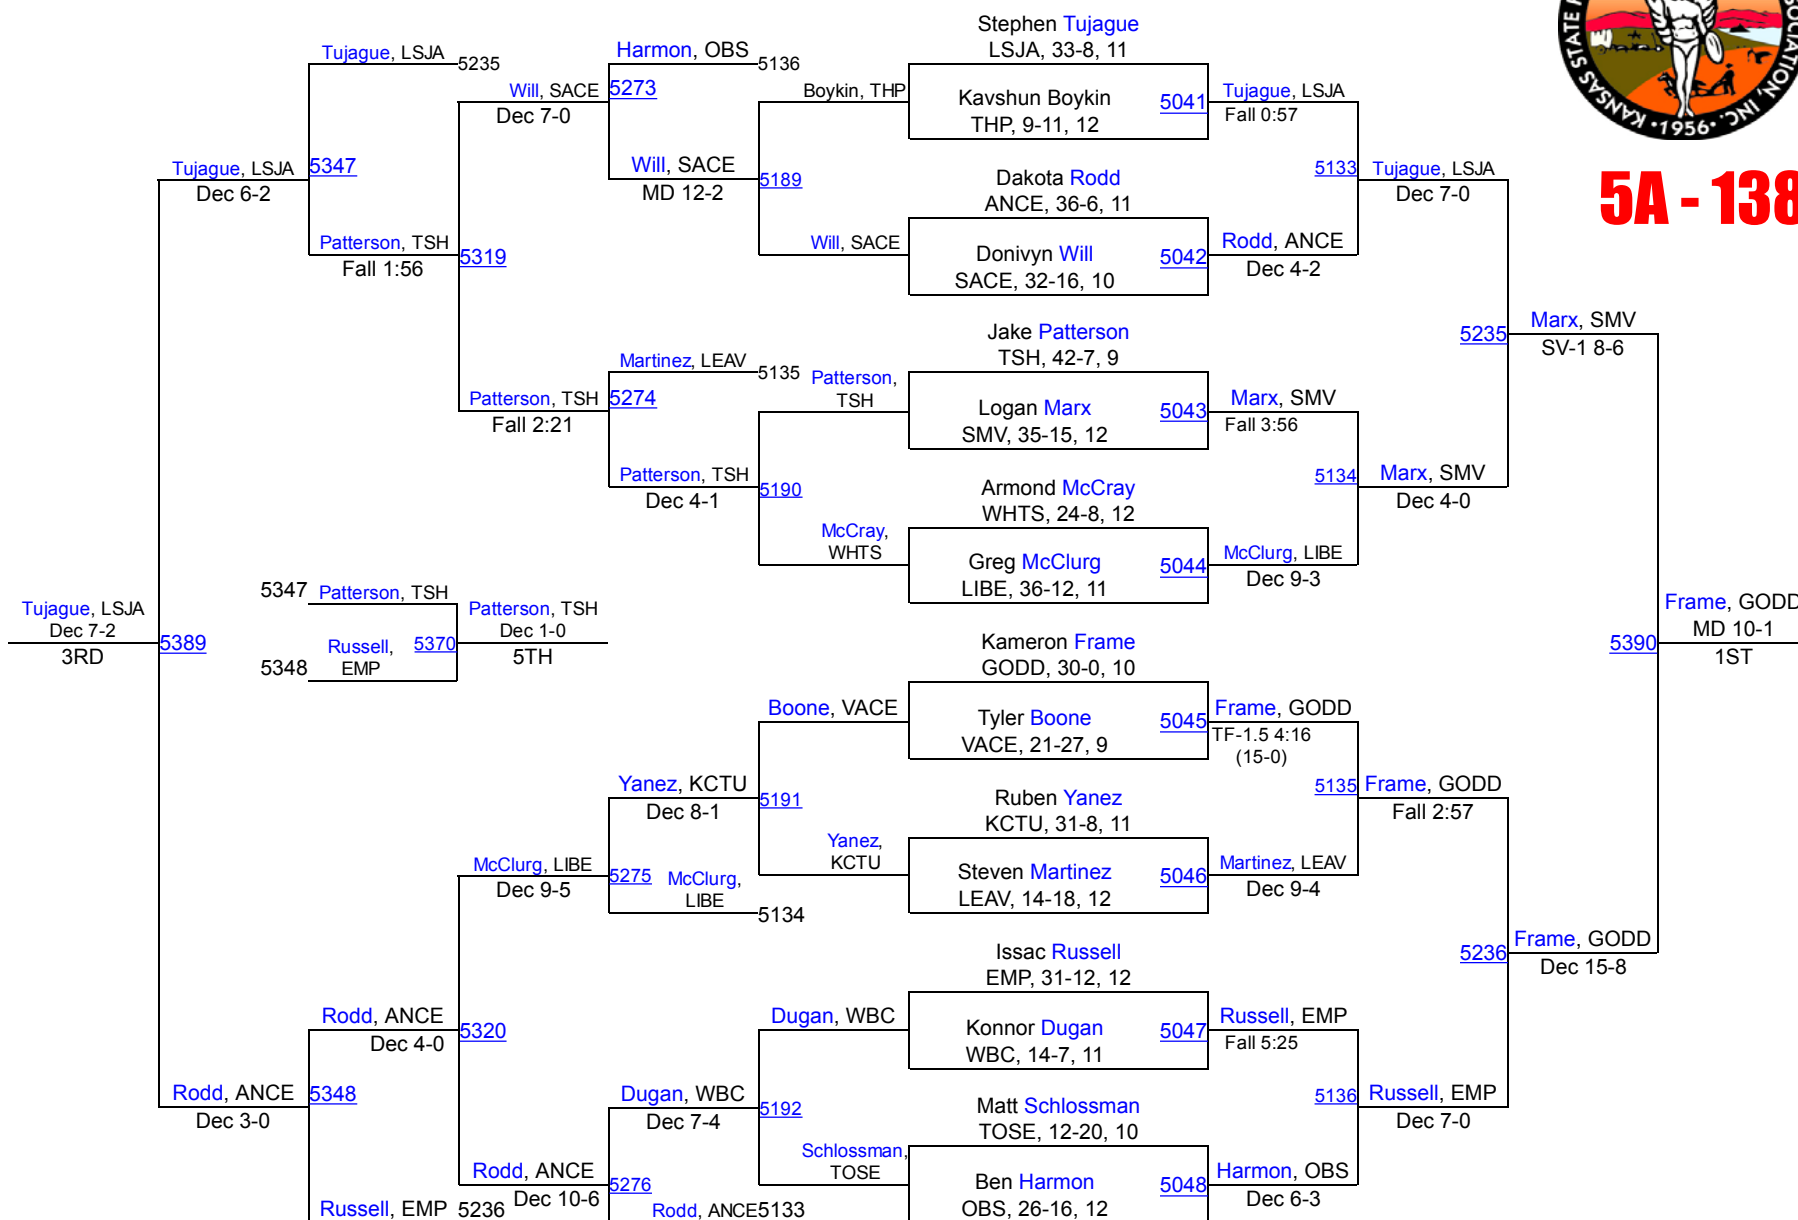 Tujague, LSJA
5235
Will, SACE
Dec 7-0
5273
Harmon, OBS
5136
Boykin, THP
Stephen Tujague
LSJA, 33-8, 11
Kavshun Boykin
THP, 9-11, 12
5041
Tujague, LSJA
Fall 0:57
KANSAS STATE
SOCIATION, INC.
•1956•
Tujague, LSJA
Dec 6-2
5347
Will, SACE
MD 12-2
5189
Dakota Rodd
ANCE, 36-6, 11
5133
Tujague, LSJA
Dec 7-0
5A - 138
Patterson, TSH
Fall 1:56
5319
Will, SACE
Donivyn Will
SACE, 32-16, 10
5042
Rodd, ANCE
Dec 4-2
Jake Patterson
TSH, 42-7, 9
5235
Marx, SMV
SV-1 8-6
Martinez, LEAV
5135
Patterson,
TSH
Patterson, TSH
Fall 2:21
5274
Logan Marx
SMV, 35-15, 12
5043
Marx, SMV
Fall 3:56
Patterson, TSH
Dec 4-1
5190
Armond McCray
WHTS, 24-8, 12
5134
Marx, SMV
Dec 4-0
McCray,
WHTS
Greg McClurg
LIBE, 36-12, 11
5044
McClurg, LIBE
Dec 9-3
5347
Patterson, TSH
Tujague, LSJA
Dec 7-2
3RD
5389
Russell,
EMP
5348
5370
Patterson, TSH
Dec 1-0
5TH
Kameron Frame
GODD, 30-0, 10
5390
Frame, GODD
MD 10-1
1ST
Boone, VACE
Tyler Boone
VACE, 21-27, 9
5045
Frame, GODD
TF-1.5 4:16
(15-0)
Yanez, KCTU
Dec 8-1
5191
Ruben Yanez
KCTU, 31-8, 11
5135
Frame, GODD
Fall 2:57
McClurg, LIBE
Dec 9-5
5275
McClurg,
LIBE
5134
Yanez,
KCTU
Steven Martinez
LEAV, 14-18, 12
5046
Martinez, LEAV
Dec 9-4
Issac Russell
EMP, 31-12, 12
5236
Frame, GODD
Dec 15-8
Rodd, ANCE
Dec 4-0
5320
Dugan, WBC
Konnor Dugan
WBC, 14-7, 11
5047
Russell, EMP
Fall 5:25
Rodd, ANCE
Dec 3-0
5348
Dugan, WBC
Dec 7-4
5192
Matt Schlossman
TOSE, 12-20, 10
5136
Russell, EMP
Dec 7-0
Rodd, ANCE
Dec 10-6
5276
Schlossman,
TOSE
Ben Harmon
OBS, 26-16, 12
5048
Harmon, OBS
Dec 6-3
Russell, EMP
5236
Rodd, ANCE
5133